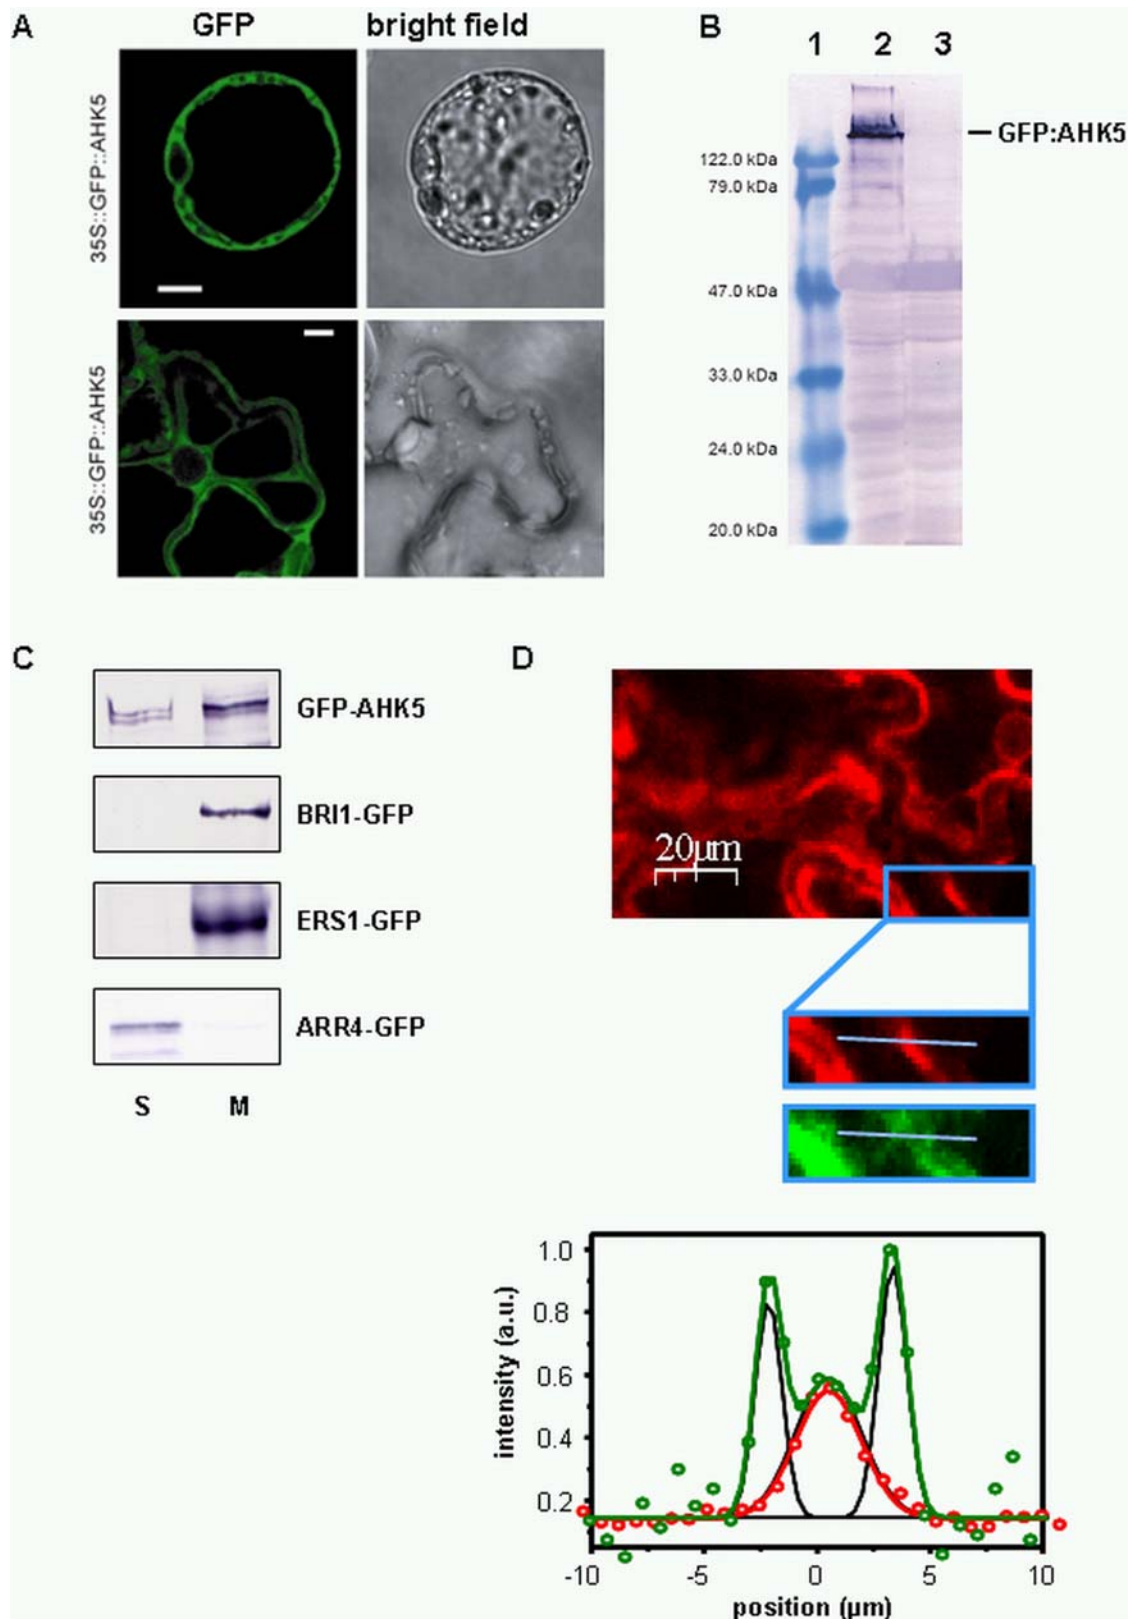 A
GFP
bright field
35S::GFP::AHK5
35S::GFP::AHK5
B
1 2 3
GFP:AHK5
122.0 kDa
79.0 kDa
47.0 kDa
33.0 kDa
24.0 kDa
20.0 kDa
C
GFP-AHK5
BRI1-GFP
ERS1-GFP
ARR4-GFP
S M
D
20µm
1.0
0.8
0.6
0.4
0.2
intensity (a.u.)
-10 -5 0 5 10
position (µm)